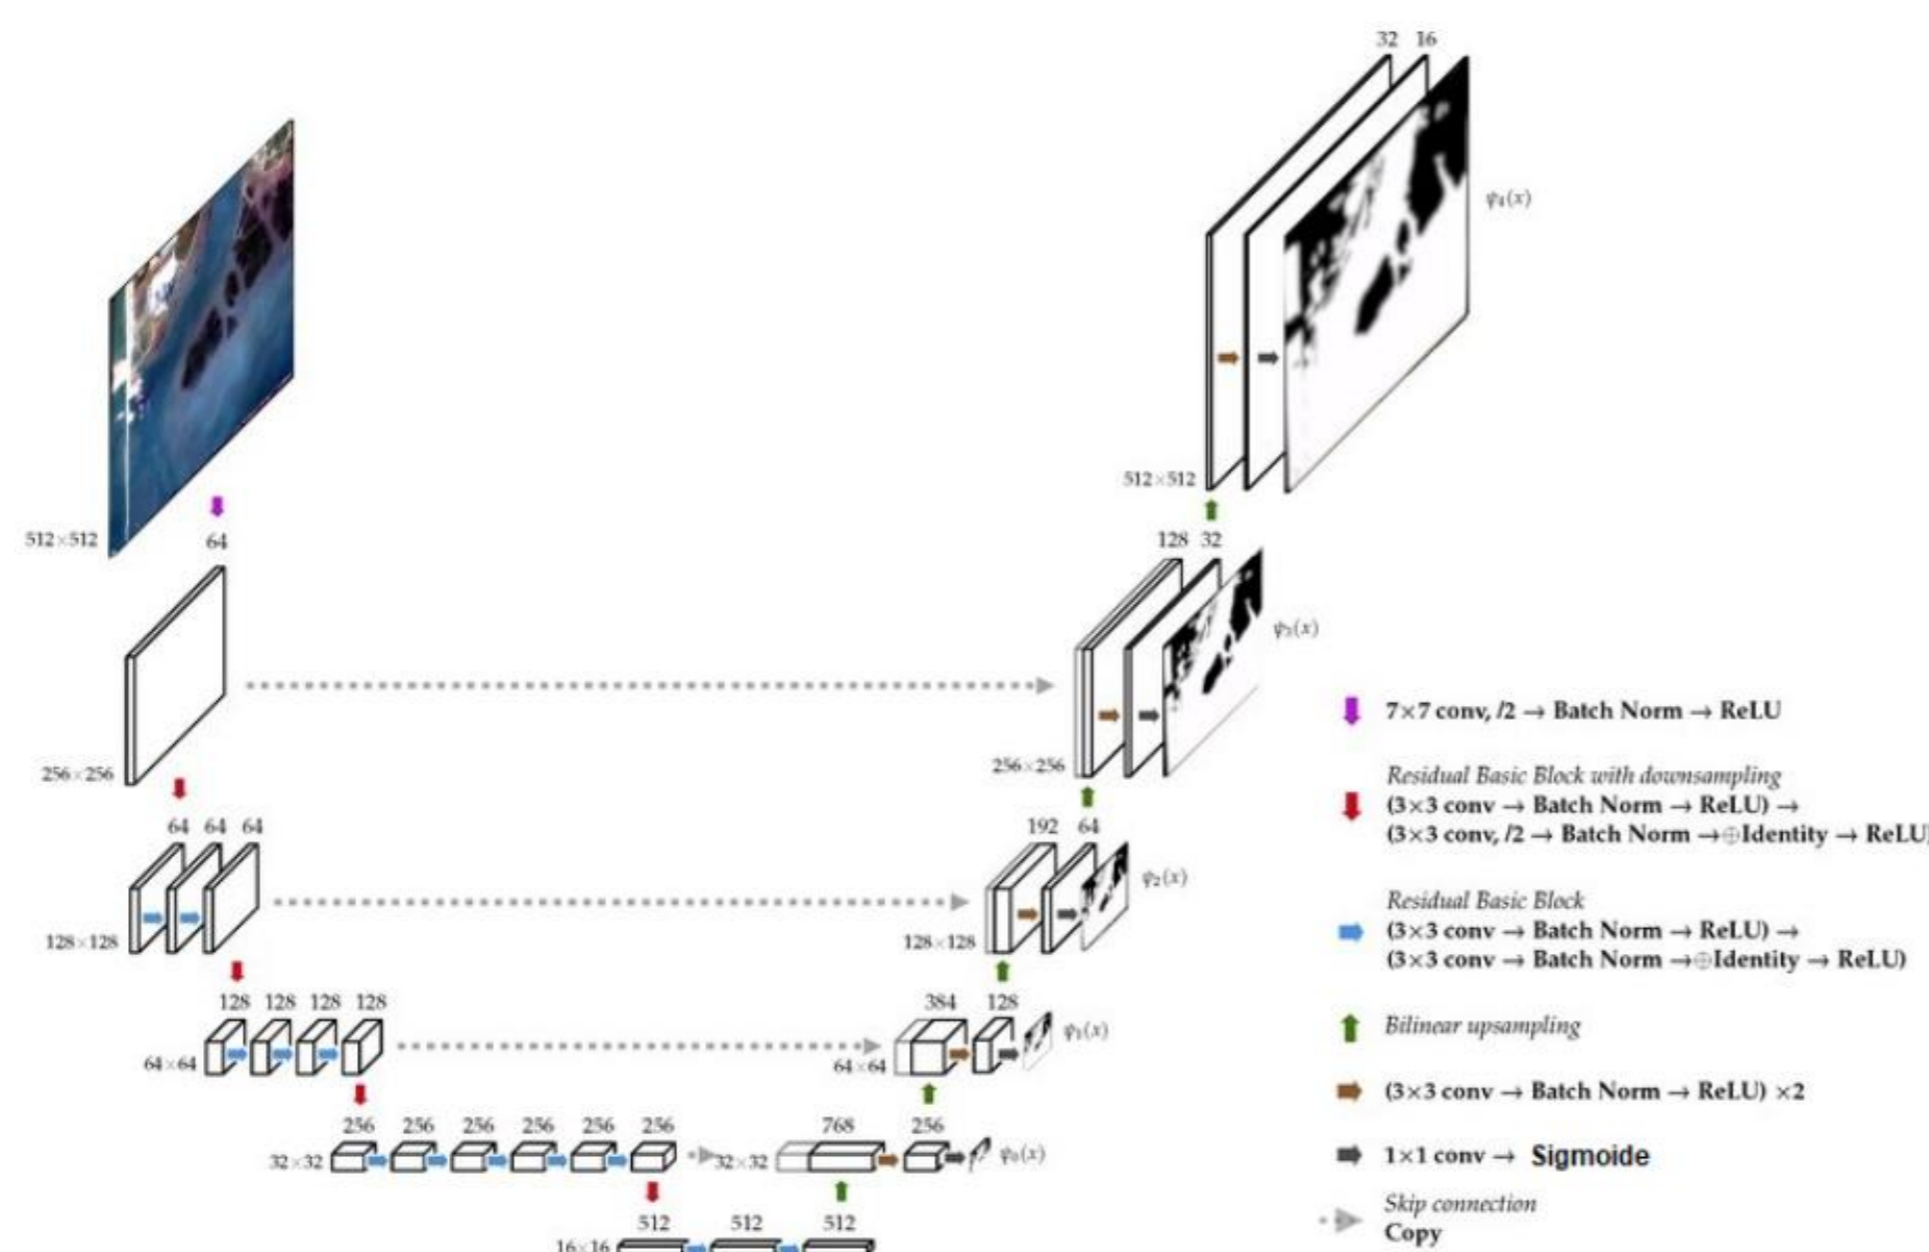 32 16
ψ4(x)
512×512
512×512
64
128 32
ψ3(x)
256×256
256×256
7×7 conv, /2 → Batch Norm → ReLU
Residual Basic Block with downsampling
(3×3 conv → Batch Norm → ReLU) →
(3×3 conv, /2 → Batch Norm →⊕Identity → ReLU)
64 64 64
192 64
ψ2(x)
128×128
128×128
Residual Basic Block
(3×3 conv → Batch Norm → ReLU) →
(3×3 conv → Batch Norm →⊕Identity → ReLU)
128 128 128 128
384 128
ψ1(x)
64×64
64×64
Bilinear upsampling
(3×3 conv → Batch Norm → ReLU) ×2
256 256 256 256 256 256
768 256
32×32
32×32
ψ0(x)
1×1 conv → Sigmoide
512 512 512
16×16
Skip connection
Copy